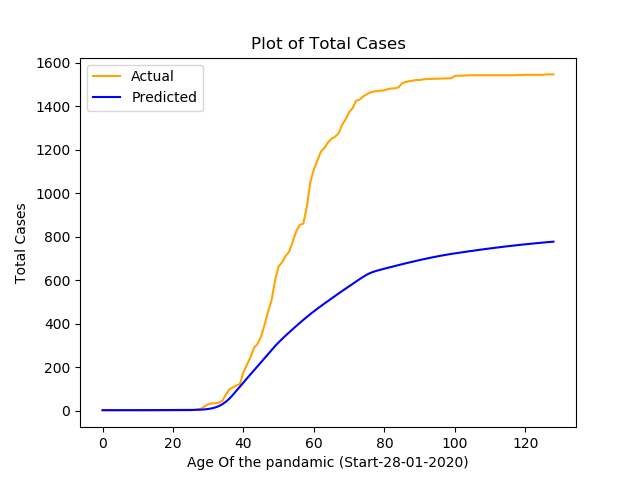 Plot of Total Cases
Actual
Predicted
Total Cases
1600
1400
1200
1000
800
600
400
200
0
0 20 40 60 80 100 120
Age Of the pandamic (Start-28-01-2020)